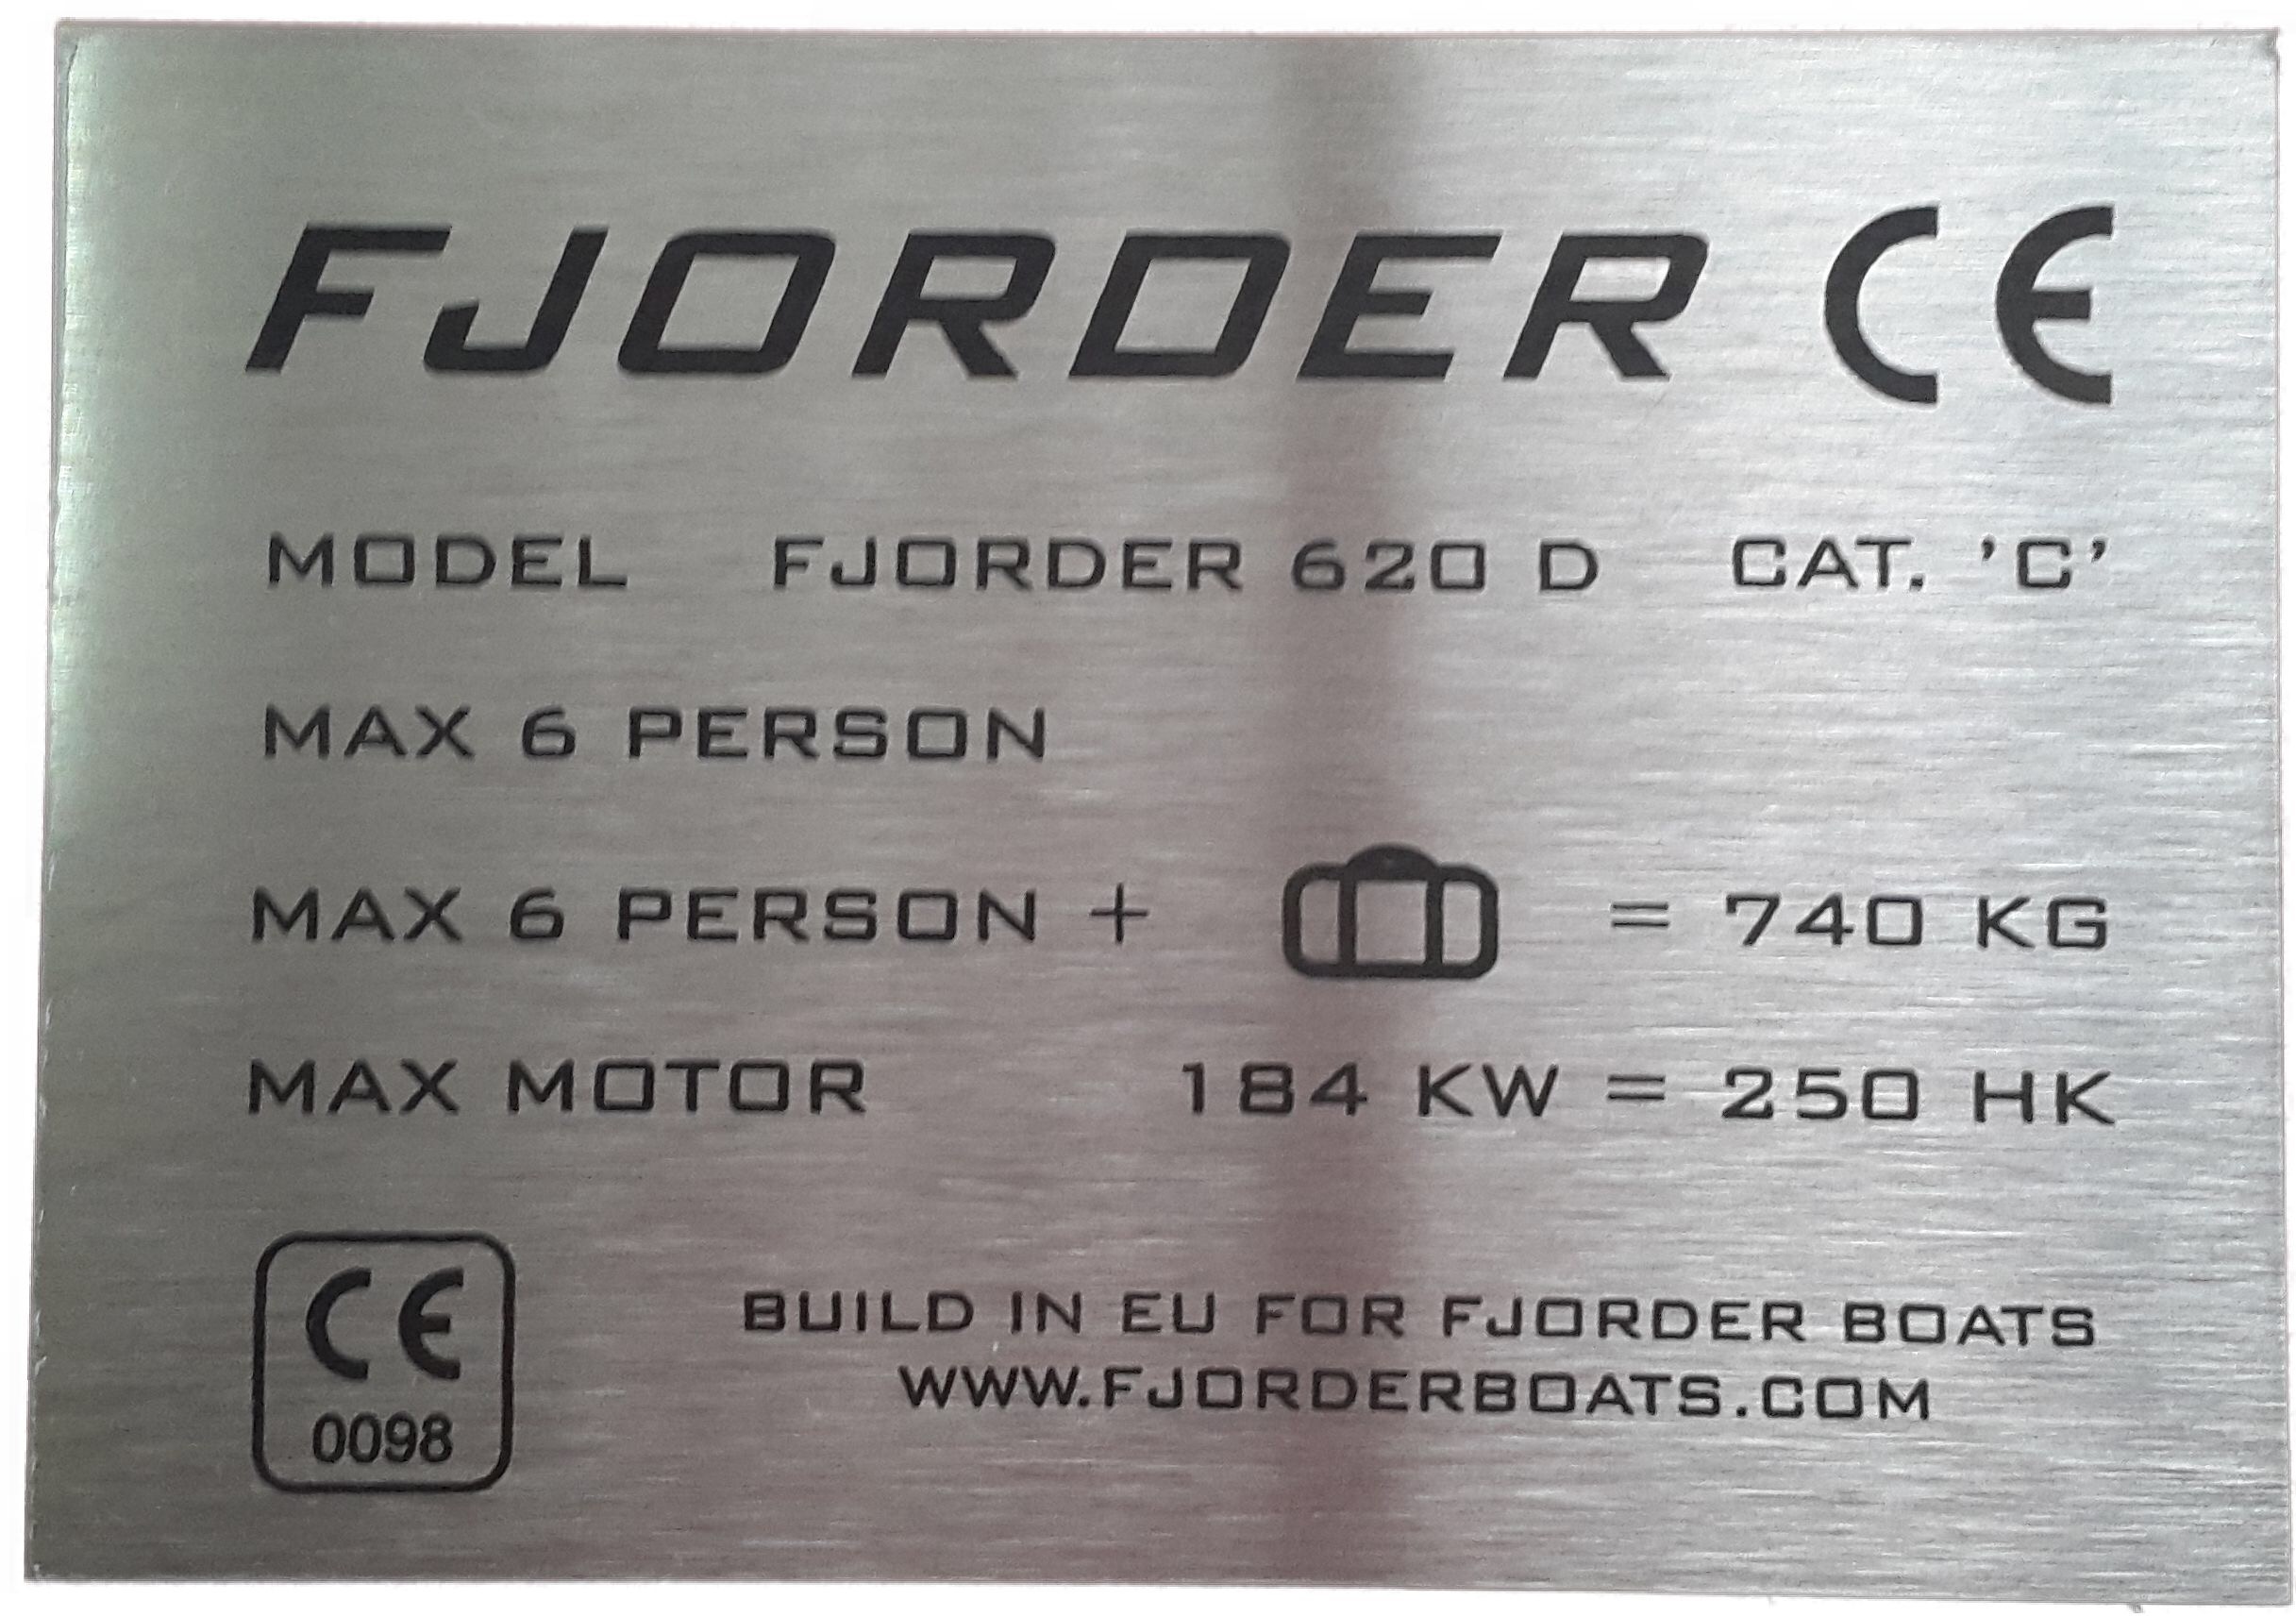 FJORDER CE
MODEL FJORDER 620 D CAT. 'C'
MAX 6 PERSON
MAX 6 PERSON + = 740 KG
MAX MOTOR 184 KW = 250 HK
CE
0098
BUILD IN EU FOR FJORDER BOATS
WWW.FJORDERBOATS.COM